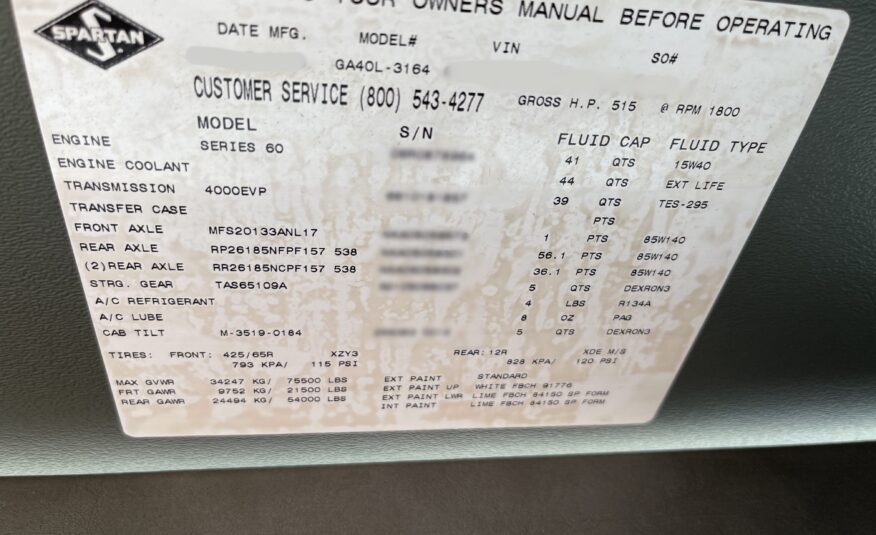 YOUR OWNERS MANUAL BEFORE OPERATING
SPARTAN
DATE MFG. MODEL# VIN SO#
GA40L-3164
CUSTOMER SERVICE (800) 543-4277 GROSS H.P. 515 @ RPM 1800
MODEL S/N FLUID CAP FLUID TYPE
ENGINE SERIES 60 41 QTS 15W40
ENGINE COOLANT 44 QTS EXT LIFE
TRANSMISSION 4000EVP 39 QTS TES-295
TRANSFER CASE PTS
FRONT AXLE MFS20133ANL17 1 PTS 85W140
REAR AXLE RP26185NFPF157 538 56.1 PTS 85W140
(2)REAR AXLE RR26185NCPF157 538 36.1 PTS 85W140
STRG. GEAR TAS65109A 5 QTS DEXRON3
A/C REFRIGERANT 4 LBS R134A
A/C LUBE 8 OZ PAG
CAB TILT M-3519-0184 5 QTS DEXRON3
TIRES: FRONT: 425/65R XZY3 REAR: 12R XDE M/S
793 KPA/ 115 PSI 828 KPA/ 120 PSI
MAX GVWR 34247 KG/ 75500 LBS EXT PAINT STANDARD
FRT GAWR 9752 KG/ 21500 LBS EXT PAINT UP WHITE FBCH 91776
REAR GAWR 24494 KG/ 54000 LBS EXT PAINT LWR LIME FBCH 84150 SP FORM
INT PAINT LIME FBCH 84150 SP FORM